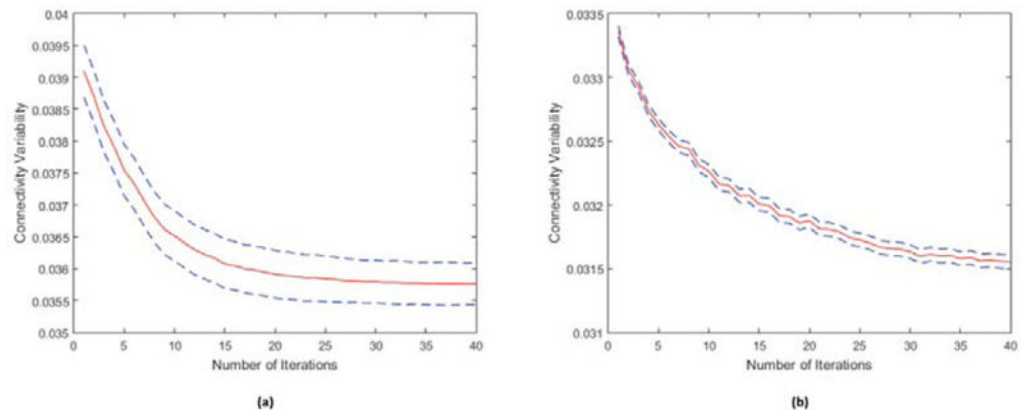 0.04
0.0395
0.039
0.0385
0.038
0.0375
0.037
0.0365
0.036
0.0355
0.035
Connectivity Variability
0 5 10 15 20 25 30 35 40
Number of Iterations
(a)
0.0335
0.033
0.0325
0.032
0.0315
0.031
Connectivity Variability
0 5 10 15 20 25 30 35 40
Number of Iterations
(b)